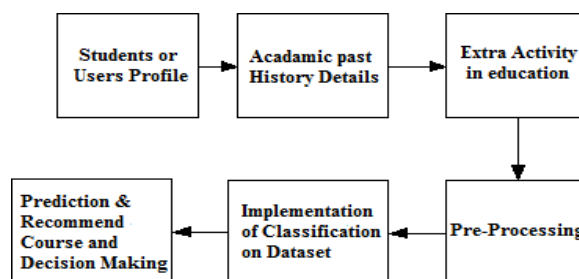 Students or
Users Profile
Acadamic past
History Details
Extra Activity
in education
Prediction &
Recommend
Course and
Decision Making
Implementation
of Classification
on Dataset
Pre-Processing